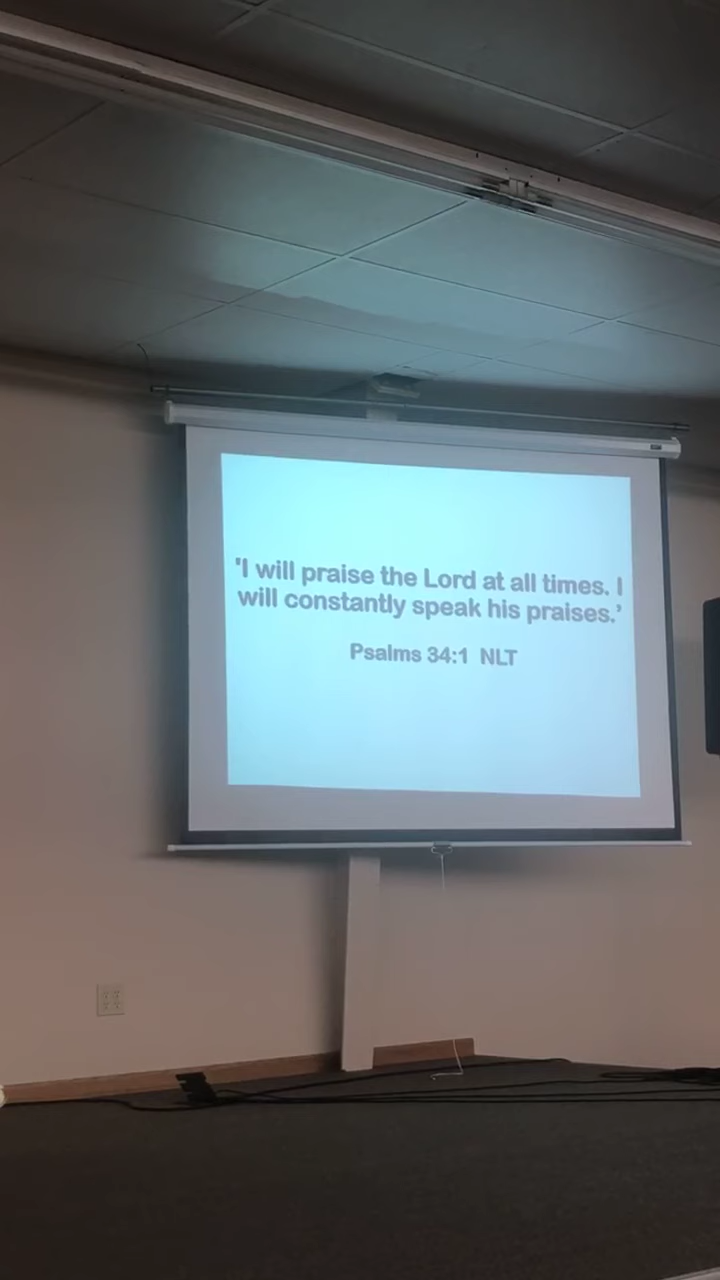 'I will praise the Lord at all times. I
will constantly speak his praises.'
Psalms 34:1 NLT